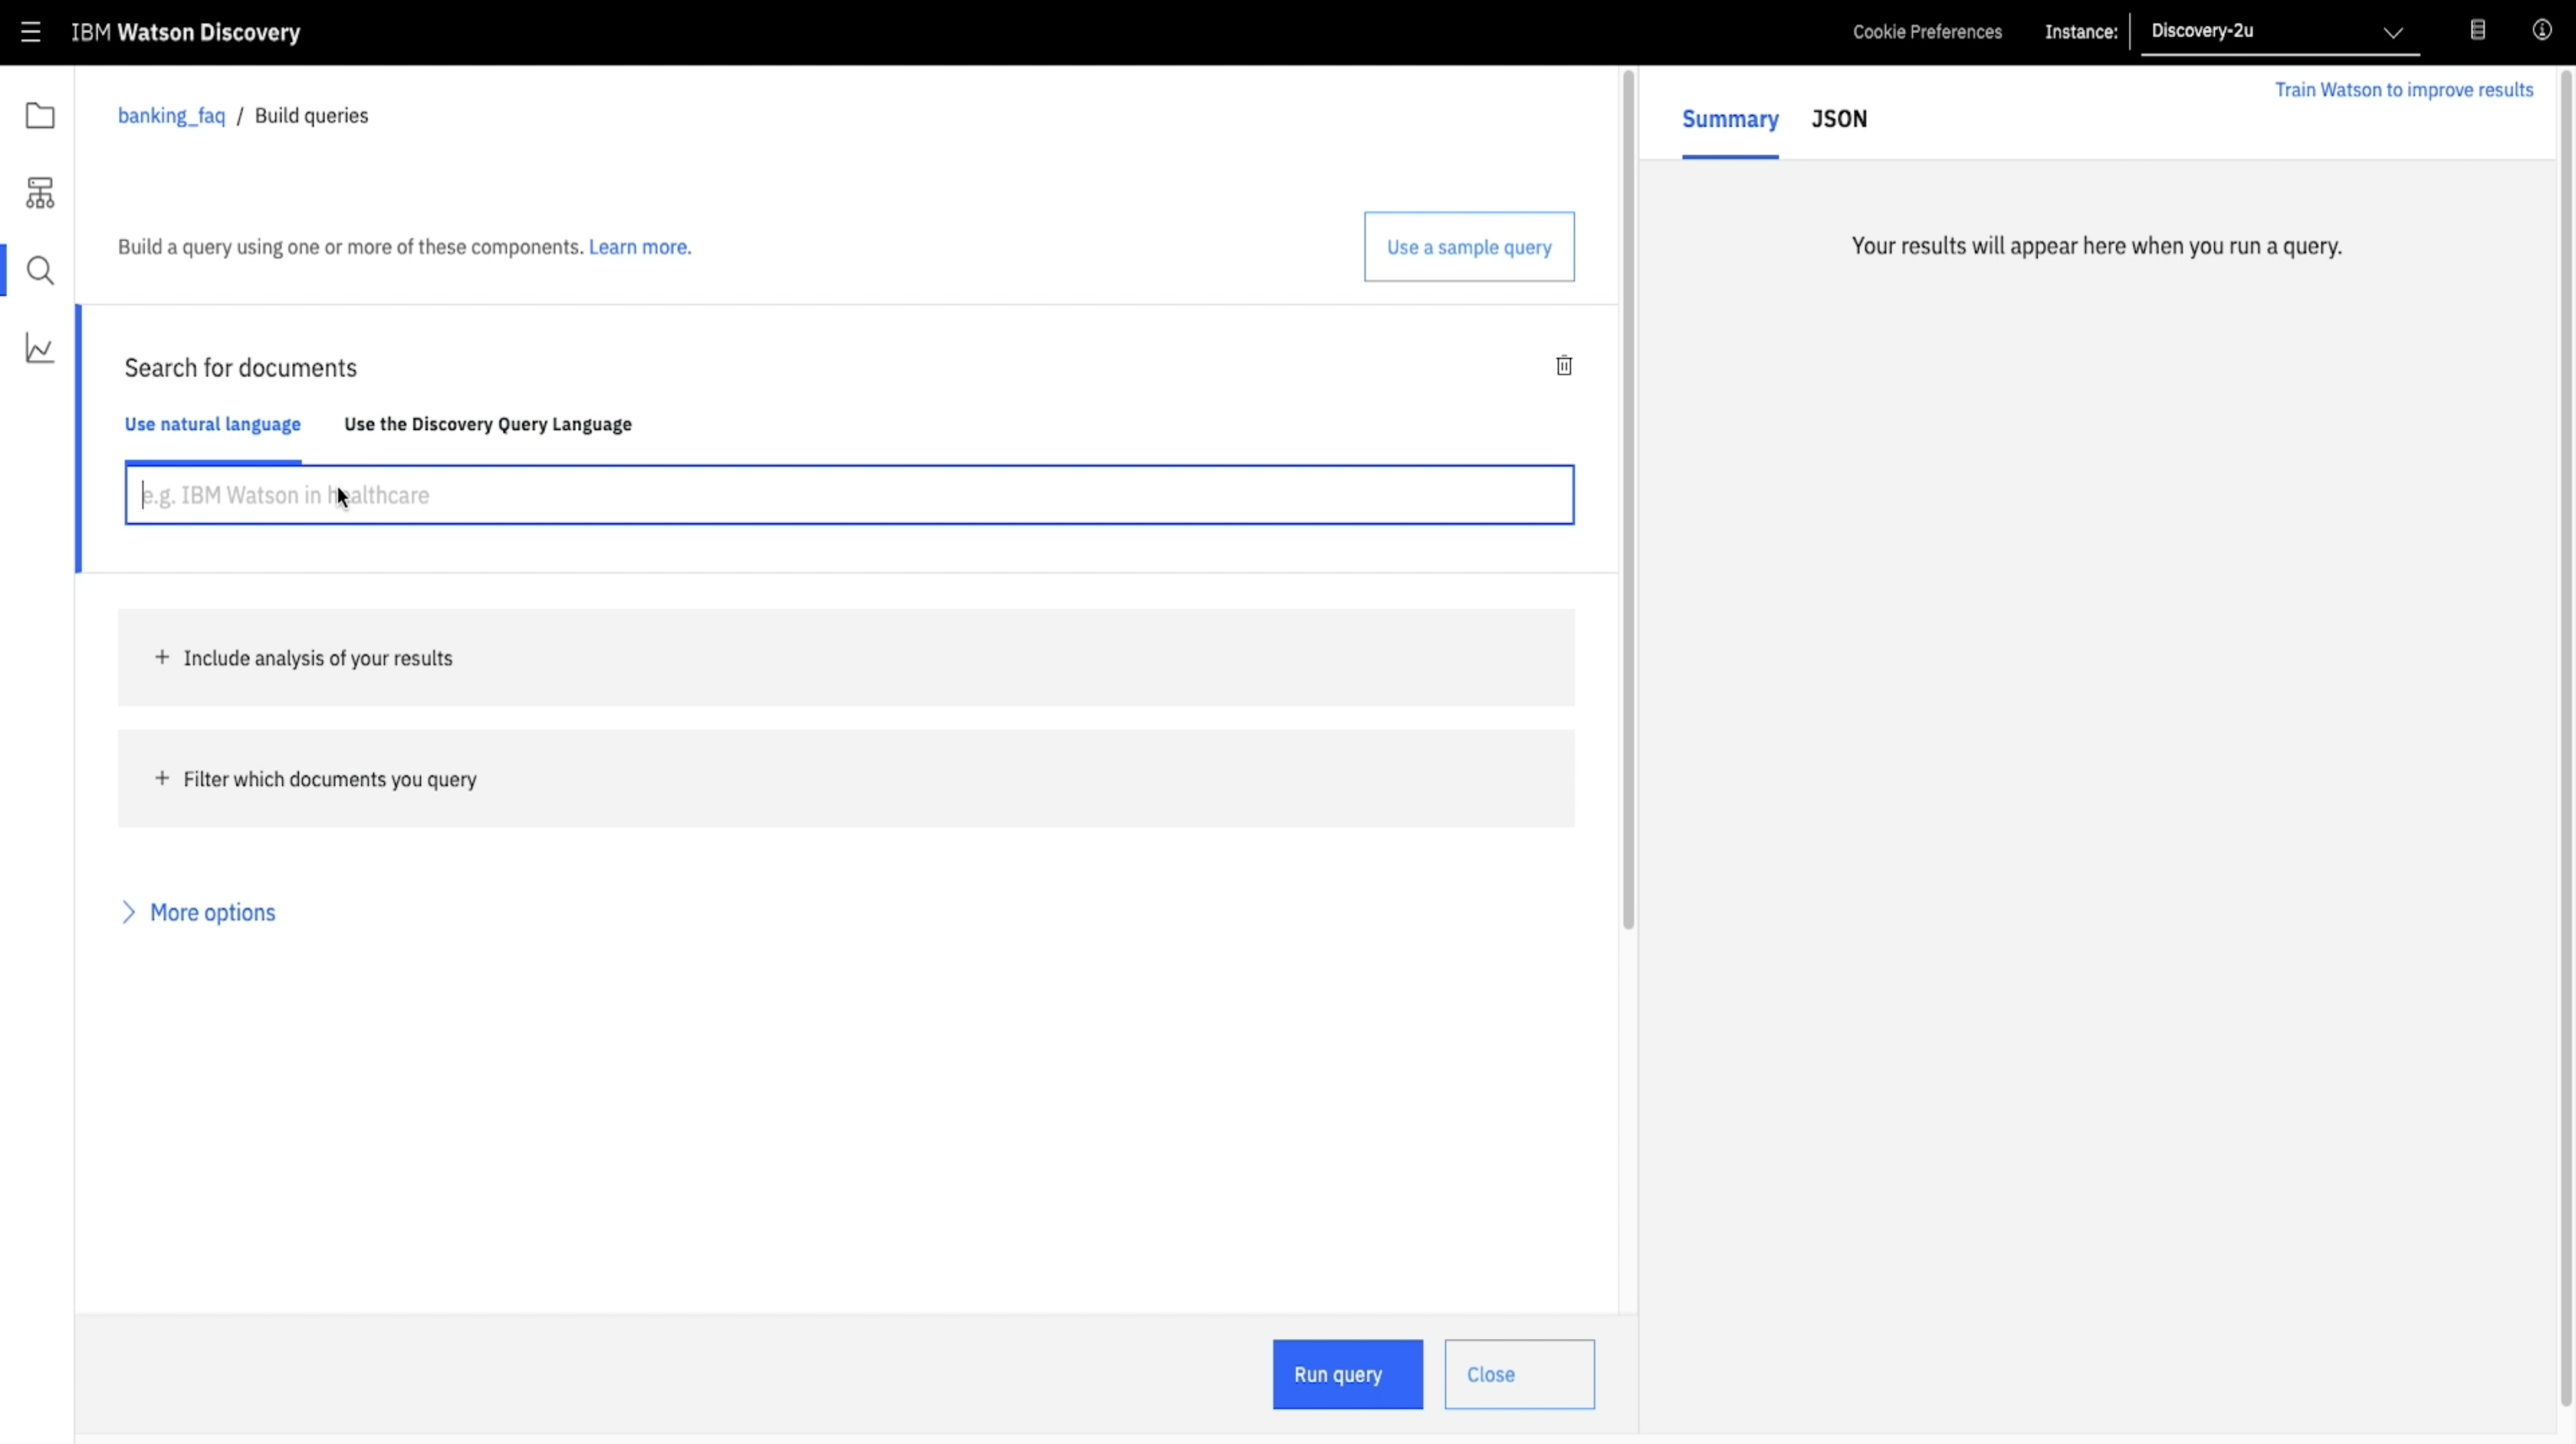 IBM Watson Discovery
Cookie Preferences
Instance:
Discovery-2u
banking_faq / Build queries
Train Watson to improve results
Summary
JSON
Build a query using one or more of these components. Learn more.
Use a sample query
Your results will appear here when you run a query.
Search for documents
Use natural language
Use the Discovery Query Language
e.g. IBM Watson in healthcare
+ Include analysis of your results
+ Filter which documents you query
More options
Run query
Close